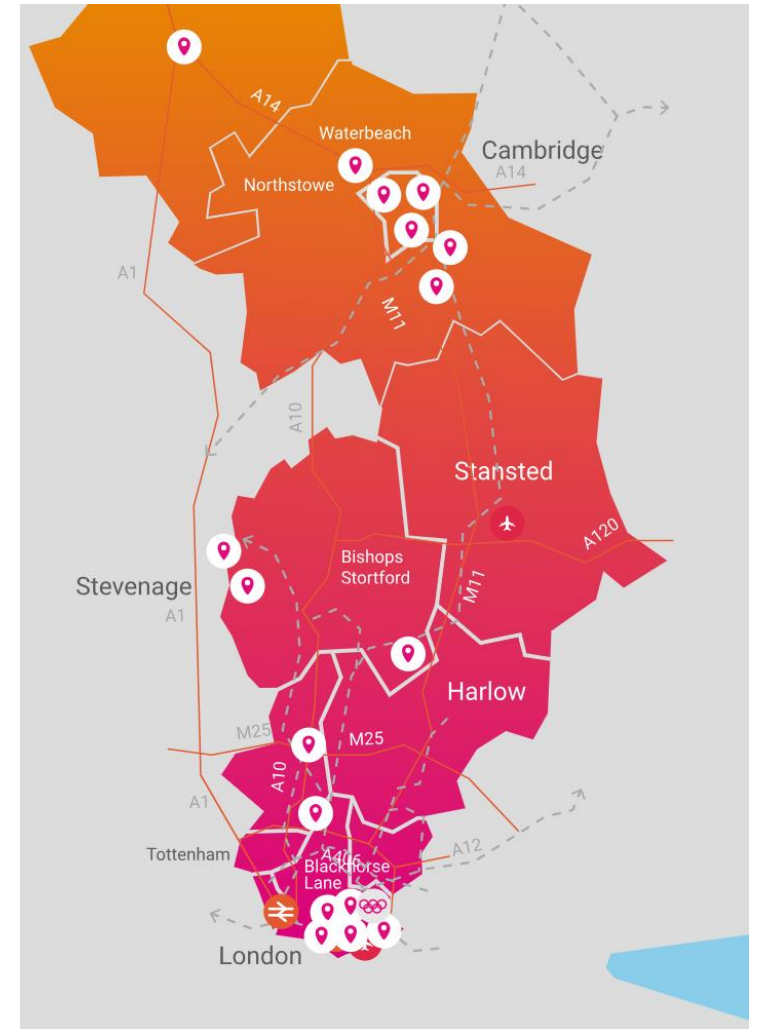 A14
Waterbeach
Cambridge
A14
Northstowe
A1
M11
A10
Stansted
A120
Bishops
Stortford
Stevenage
M11
A1
Harlow
M25
M25
A10
A1
Tottenham
A406
A12
Blackhorse
Lane
London